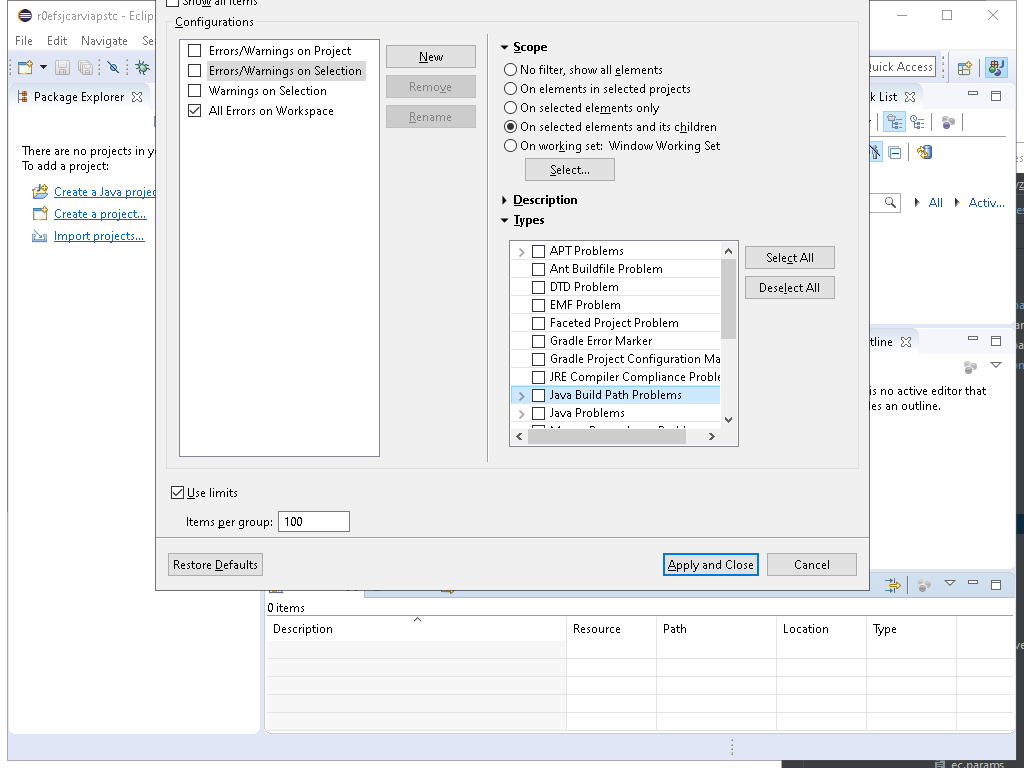 r0efsjcarviapstc - Eclips
Show all items
File Edit Navigate Se
Configurations
Errors/Warnings on Project
Errors/Warnings on Selection
Warnings on Selection
All Errors on Workspace
New
Remove
Rename
Scope
No filter, show all elements
On elements in selected projects
On selected elements only
On selected elements and its children
On working set: Window Working Set
Select...
Description
Types
APT Problems
Ant Buildfile Problem
DTD Problem
EMF Problem
Faceted Project Problem
Gradle Error Marker
Gradle Project Configuration Ma
JRE Compiler Compliance Proble
Java Build Path Problems
Java Problems
Select All
Deselect All
Use limits
Items per group: 100
Restore Defaults
Apply and Close
Cancel
Package Explorer
There are no projects in y
To add a project:
Create a Java projec
Create a project...
Import projects...
Quick Access
k List
All
Activ...
tline
is no active editor that
des an outline.
0 items
Description Resource Path Location Type
ec.params